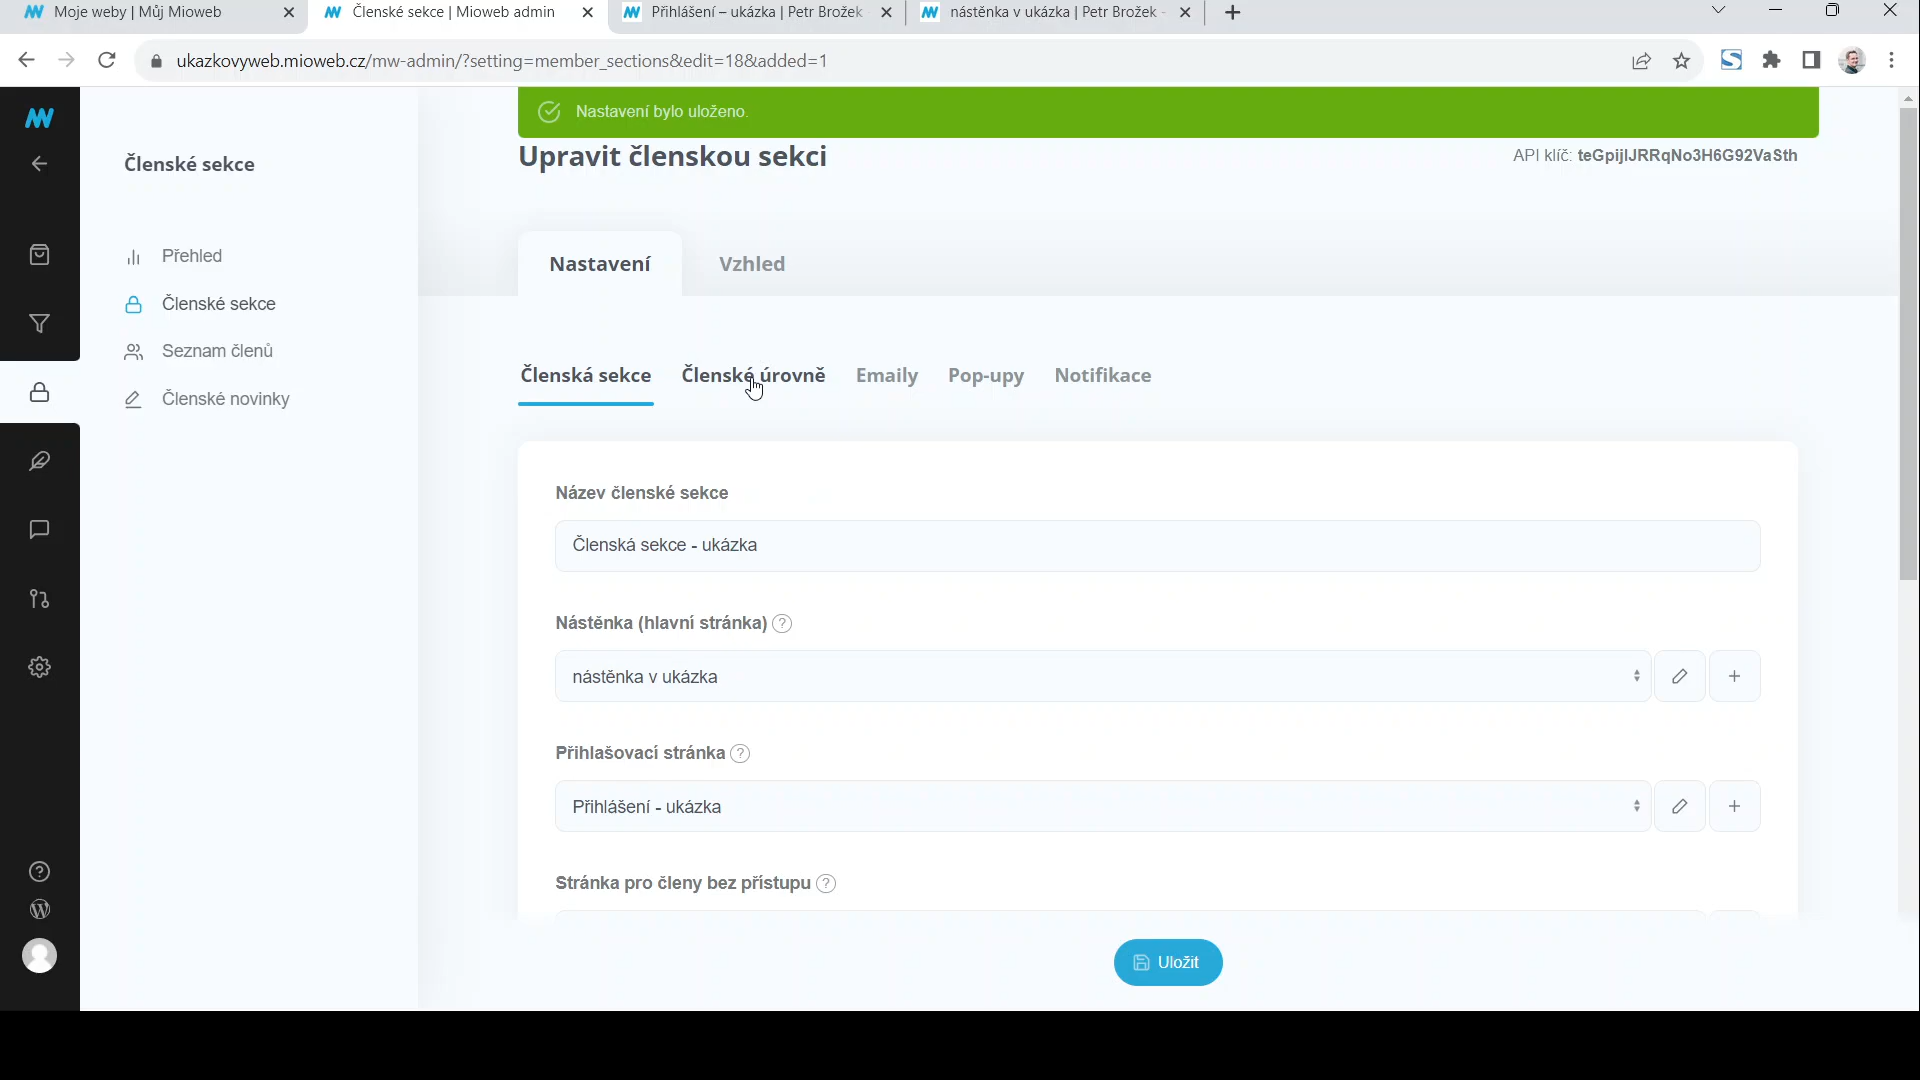 Moje weby | Můj Mioweb
Členské sekce | Mioweb admin
Přihlášení – ukázka | Petr Brožek
nástěnka v ukázka | Petr Brožek -
ukazkovyweb.mioweb.cz/mw-admin/?setting=member_sections&edit=18&added=1
Nastavení bylo uloženo.
Členské sekce
Upravit členskou sekci
API klíč: teGpijlJRRqNo3H6G92VaSth
Přehled
Členské sekce
Seznam členů
Členské novinky
Nastavení
Vzhled
Členská sekce
Členské úrovně
Emaily
Pop-upy
Notifikace
Název členské sekce
Členská sekce - ukázka
Nástěnka (hlavní stránka) ?
nástěnka v ukázka
Přihlašovací stránka ?
Přihlášení - ukázka
Stránka pro členy bez přístupu ?
Uložit